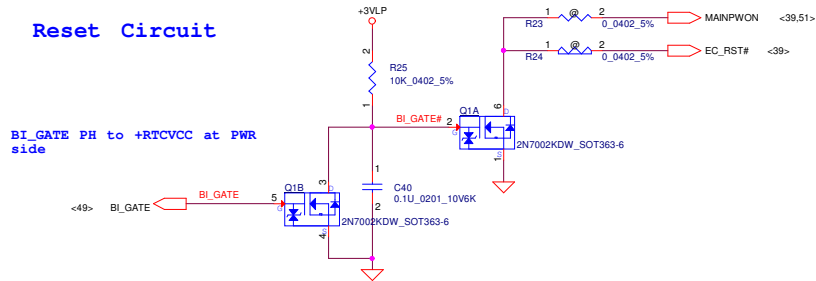 Reset Circuit
+3VLP
1 @ 2
R23 0_0402_5%
MAINPWON <39,51>
1 @ 2
R24 0_0402_5%
EC_RST# <39>
2
R25
10K_0402_5%
1
6
D
BI_GATE PH to +RTCVCC at PWR
side
BI_GATE# 2
G
Q1A
2N7002KDW_SOT363-6
S
1
3
D
1
C40
0.1U_0201_10V6K
2
<49> BI_GATE
BI_GATE
5
G
Q1B
2N7002KDW_SOT363-6
S
4